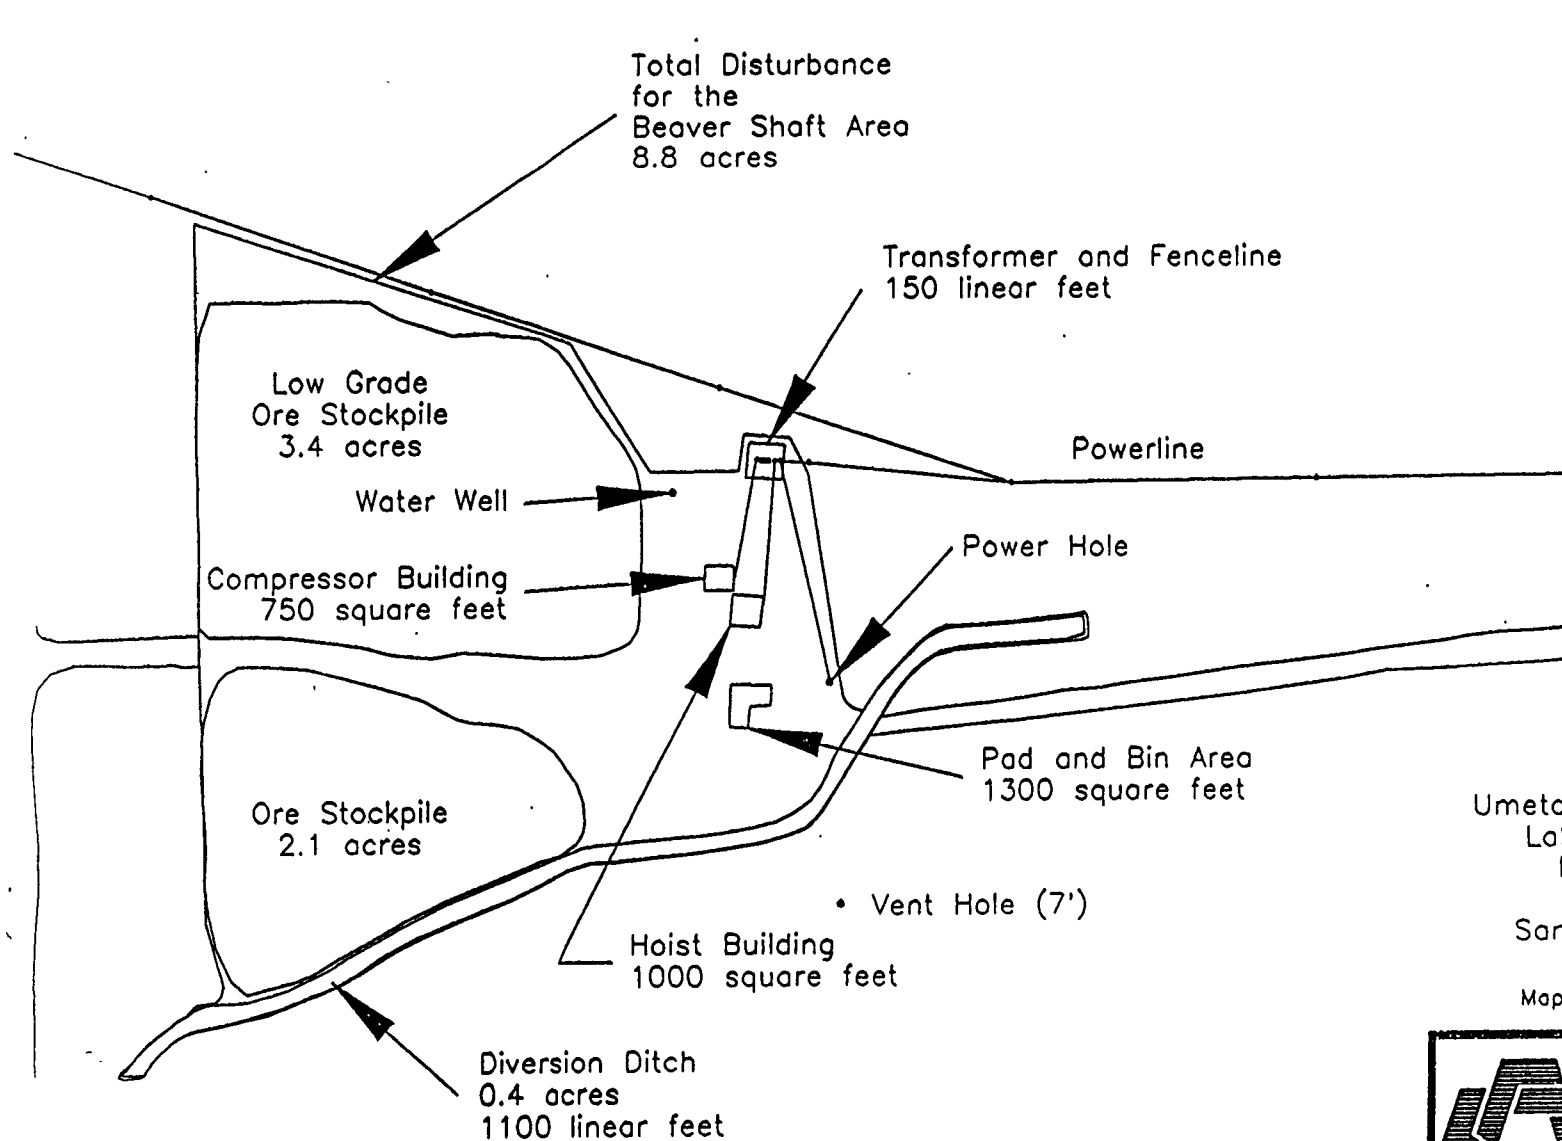 Total Disturbance
for the
Beaver Shaft Area
8.8 acres
Transformer and Fenceline
150 linear feet
Low Grade
Ore Stockpile
3.4 acres
Powerline
Water Well
Power Hole
Compressor Building
750 square feet
Pad and Bin Area
1300 square feet
Ore Stockpile
2.1 acres
Vent Hole (7')
Hoist Building
1000 square feet
Diversion Ditch
0.4 acres
1100 linear feet
Map